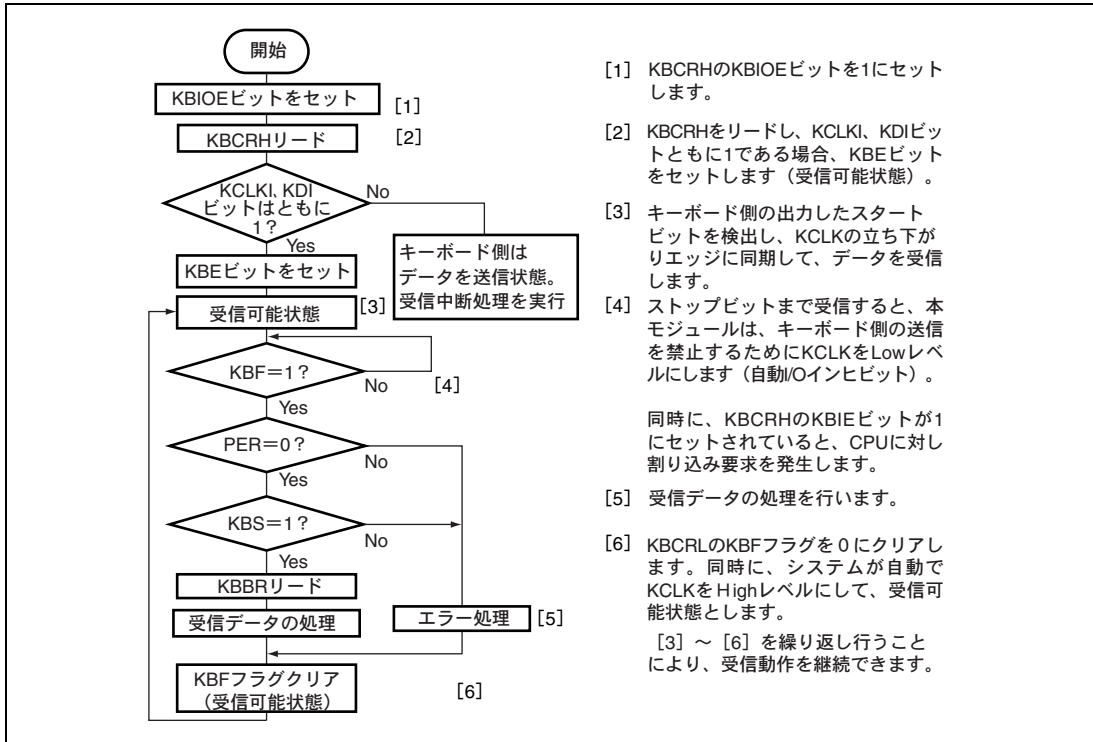 開始
KBIOEビットをセット
[1]
KBCRHリード
[2]
KCLKI、KDI
ビットはともに
1？
No
Yes
キーボード側は
データを送信状態。
受信中断処理を実行
KBEビットをセット
受信可能状態
[3]
KBF＝1？
No
[4]
Yes
PER＝0？
No
Yes
KBS＝1？
No
Yes
KBBRリード
受信データの処理
エラー処理
[5]
KBFフラグクリア
（受信可能状態）
[6]
[1] KBCRHのKBIOEビットを1にセット
します。
[2] KBCRHをリードし、KCLKI、KDIビッ
トともに1である場合、KBEビット
をセットします（受信可能状態）。
[3] キーボード側の出力したスタート
ビットを検出し、KCLKの立ち下が
りエッジに同期して、データを受信
します。
[4] ストップビットまで受信すると、本
モジュールは、キーボード側の送信
を禁止するためにKCLKをLowレベ
ルにします（自動I/Oインヒビット）。
同時に、KBCRHのKBIEビットが1
にセットされていると、CPUに対し
割り込み要求を発生します。
[5] 受信データの処理を行います。
[6] KBCRLのKBFフラグを０にクリアし
ます。同時に、システムが自動で
KCLKをHighレベルにして、受信可
能状態とします。
[3]～[6]を繰り返し行うこと
により、受信動作を継続できます。